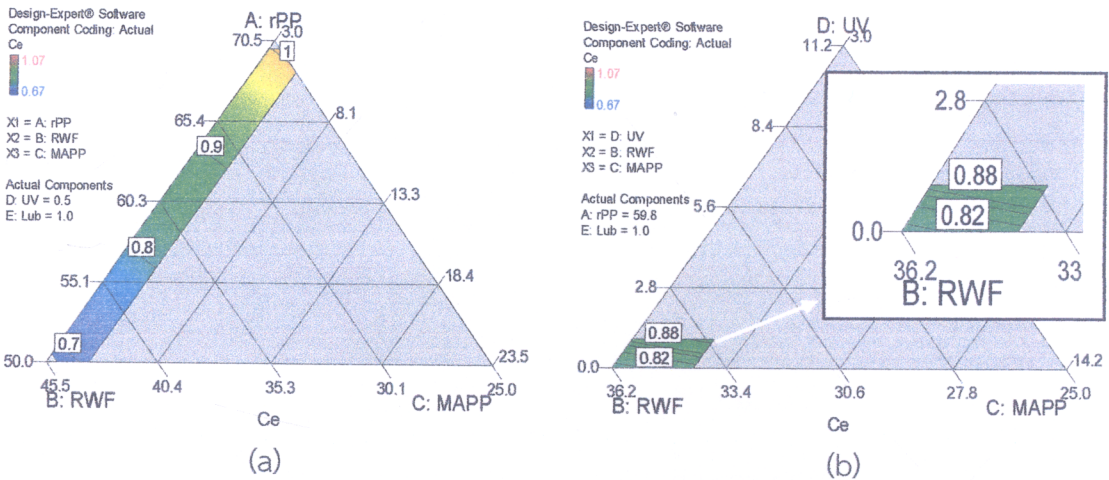 Design-Expert® Software
Component Coding: Actual
Ce
1.07
0.67
X1 = A: rPP
X2 = B: RWF
X3 = C: MAPP
Actual Components
D: UV = 0.5
E: Lub = 1.0
A: rPP
70.5
3.0
1
65.4
8.1
0.9
60.3
13.3
0.8
55.1
18.4
0.7
50.0
23.5
45.5
40.4
35.3
30.1
25.0
B: RWF
C: MAPP
Ce
(a)
Design-Expert® Software
Component Coding: Actual
Ce
1.07
0.67
X1 = D: UV
X2 = B: RWF
X3 = C: MAPP
Actual Components
A: rPP = 59.8
E: Lub = 1.0
D: UV
11.2
3.0
8.4
5.6
2.8
0.88
0.82
0.0
14.2
36.2
33.4
30.6
27.8
25.0
B: RWF
C: MAPP
Ce
2.8
0.88
0.82
0.0
36.2
33
B: RWF
(b)